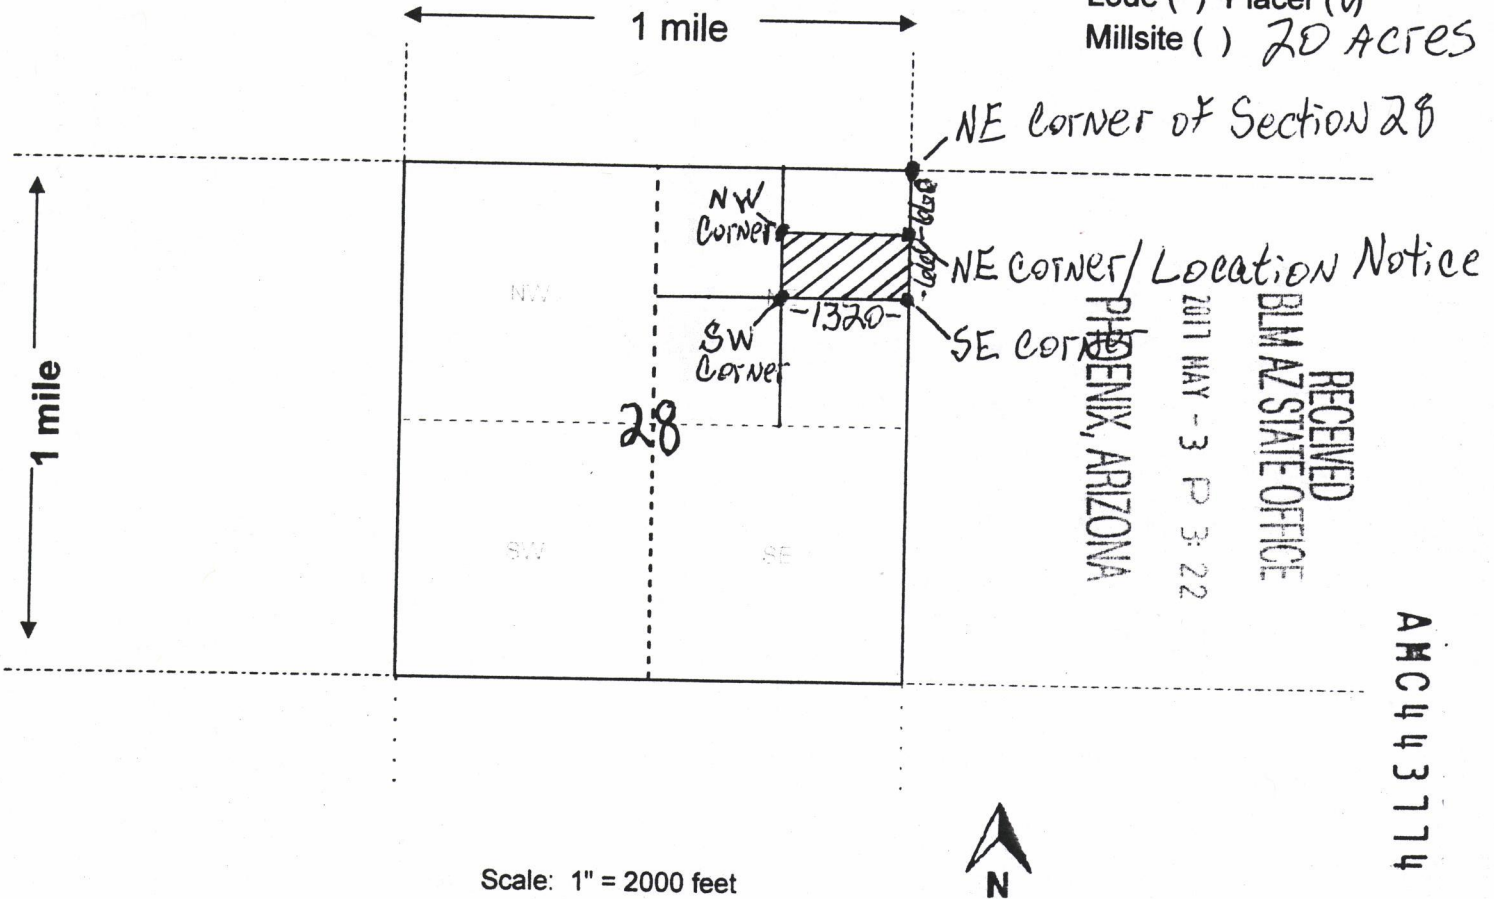 1 mile
Lode ( ) Placer (√)
Millsite ( ) 20 Acres
NE Corner of Section 28
NW
Corner
NE Corner/Location Notice
NW
-1320-
SW
Corner
SE Corner
1 mile
28
SW
SE
RECEIVED
BLM AZ STATE OFFICE
2017 MAY -3 P 3:22
PHOENIX, ARIZONA
AMC443774
Scale: 1" = 2000 feet
N